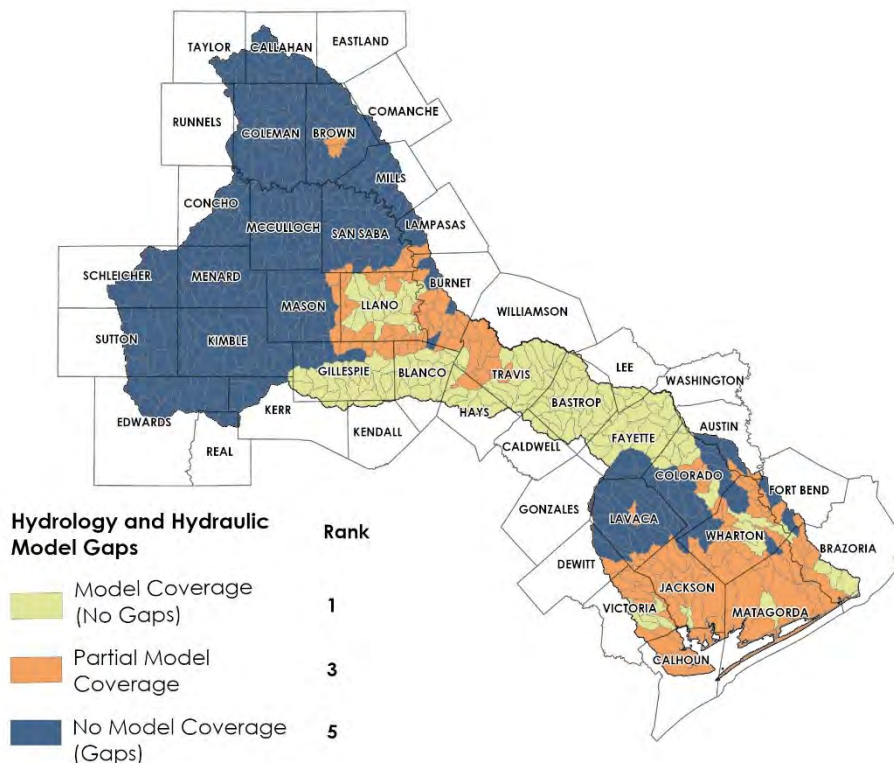 EASTLAND
CALLAHAN
TAYLOR
COMANCHE
RUNNELS
COLEMAN
BROWN
MILLS
CONCHO
MCCULLOCH
SAN SABA
LAMPASAS
SCHLEICHER
MENARD
BURNET
MASON
LLANO
WILLIAMSON
SUTTON
KIMBLE
GILLESPIE
BLANCO
TRAVIS
LEE
WASHINGTON
BASTROP
HAYS
KERR
EDWARDS
KENDALL
FAYETTE
AUSTIN
CALDWELL
REAL
COLORADO
GONZALES
FORT BEND
LAVACA
WHARTON
BRAZORIA
DEWITT
JACKSON
VICTORIA
MATAGORDA
CALHOUN
Hydrology and Hydraulic
Model Gaps
Rank
Model Coverage
(No Gaps)
1
Partial Model
Coverage
3
No Model Coverage
(Gaps)
5